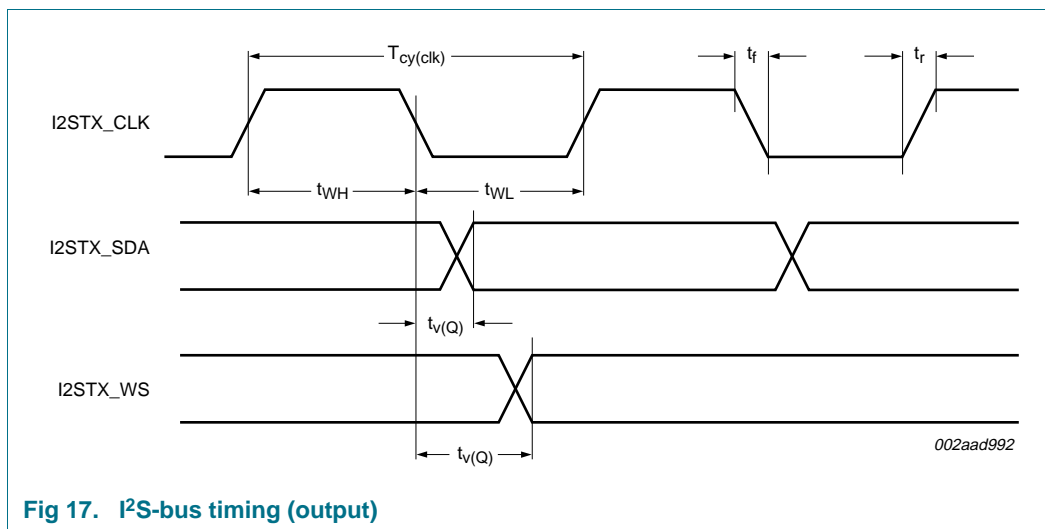 T_cy(clk)
t_f
t_r
I2STX_CLK
t_WH
t_WL
I2STX_SDA
t_v(Q)
I2STX_WS
t_v(Q)
002aad992
Fig 17. I²S-bus timing (output)